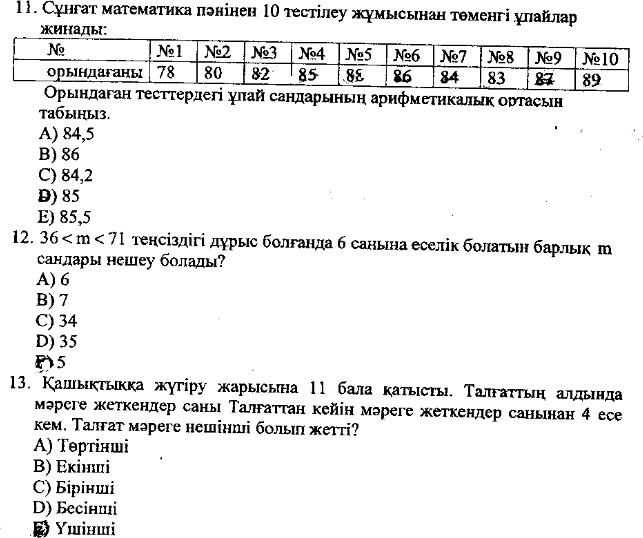 11. Сұңғат математика пәнінен 10 тестілеу жұмысынан төменгі ұпайлар
жинады:
№ №1 №2 №3 №4 №5 №6 №7 №8 №9 №10
орындағаны 78 80 82 85 88 86 84 83 87 89
Орындаған тесттердегі ұпай сандарының арифметикалық ортасын
табыңыз.
A) 84,5
B) 86
C) 84,2
D) 85
E) 85,5
12. 36 < m < 71 теңсіздігі дұрыс болғанда 6 санына еселік болатын барлық m
сандары нешеу болады?
A) 6
B) 7
C) 34
D) 35
5
13. Қашықтыкқа жүгіру жарысына 11 бала қатысты. Талғаттың алдында
мәреге жеткендер саны Талғаттан кейін мәреге жеткендер санынан 4 есе
кем. Талғат мәреге нешінші болып жетті?
A) Төртінші
B) Екінші
C) Бірінші
D) Бесінші
E) Үшінші